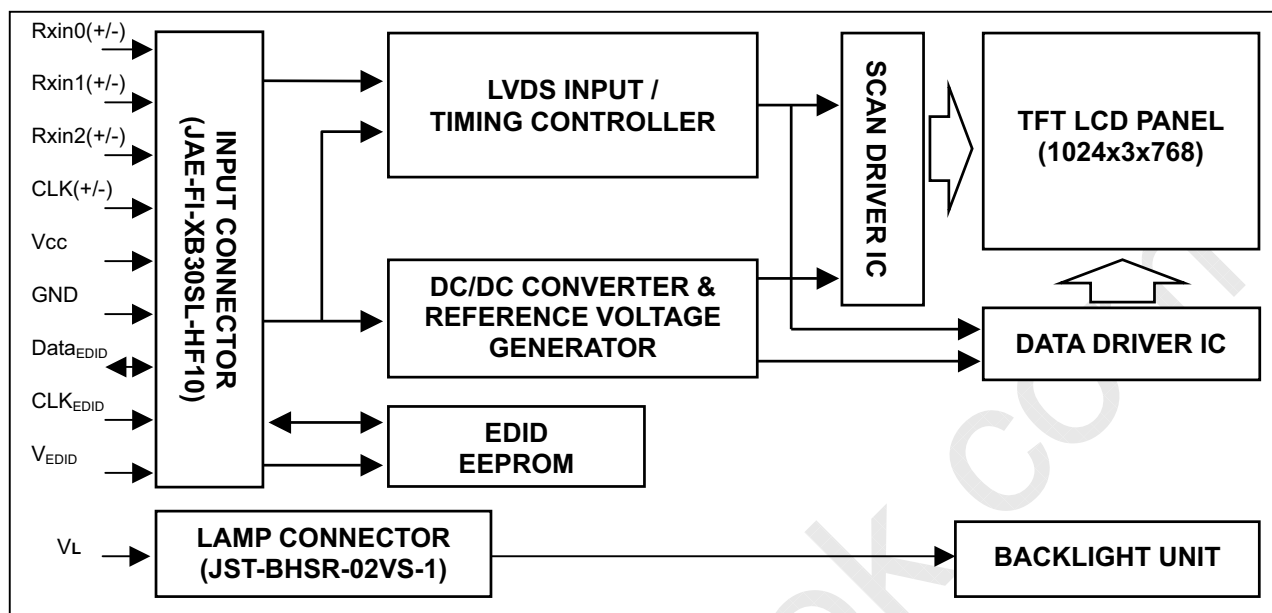 Rxin0(+/-)
Rxin1(+/-)
Rxin2(+/-)
CLK(+/-)
Vcc
GND
DataEDID
CLKEDID
VEDID
VL
INPUT CONNECTOR
(JAE-FI-XB30SL-HF10)
LVDS INPUT /
TIMING CONTROLLER
DC/DC CONVERTER &
REFERENCE VOLTAGE
GENERATOR
EDID
EEPROM
SCAN DRIVER IC
TFT LCD PANEL
(1024x3x768)
DATA DRIVER IC
LAMP CONNECTOR
(JST-BHSR-02VS-1)
BACKLIGHT UNIT